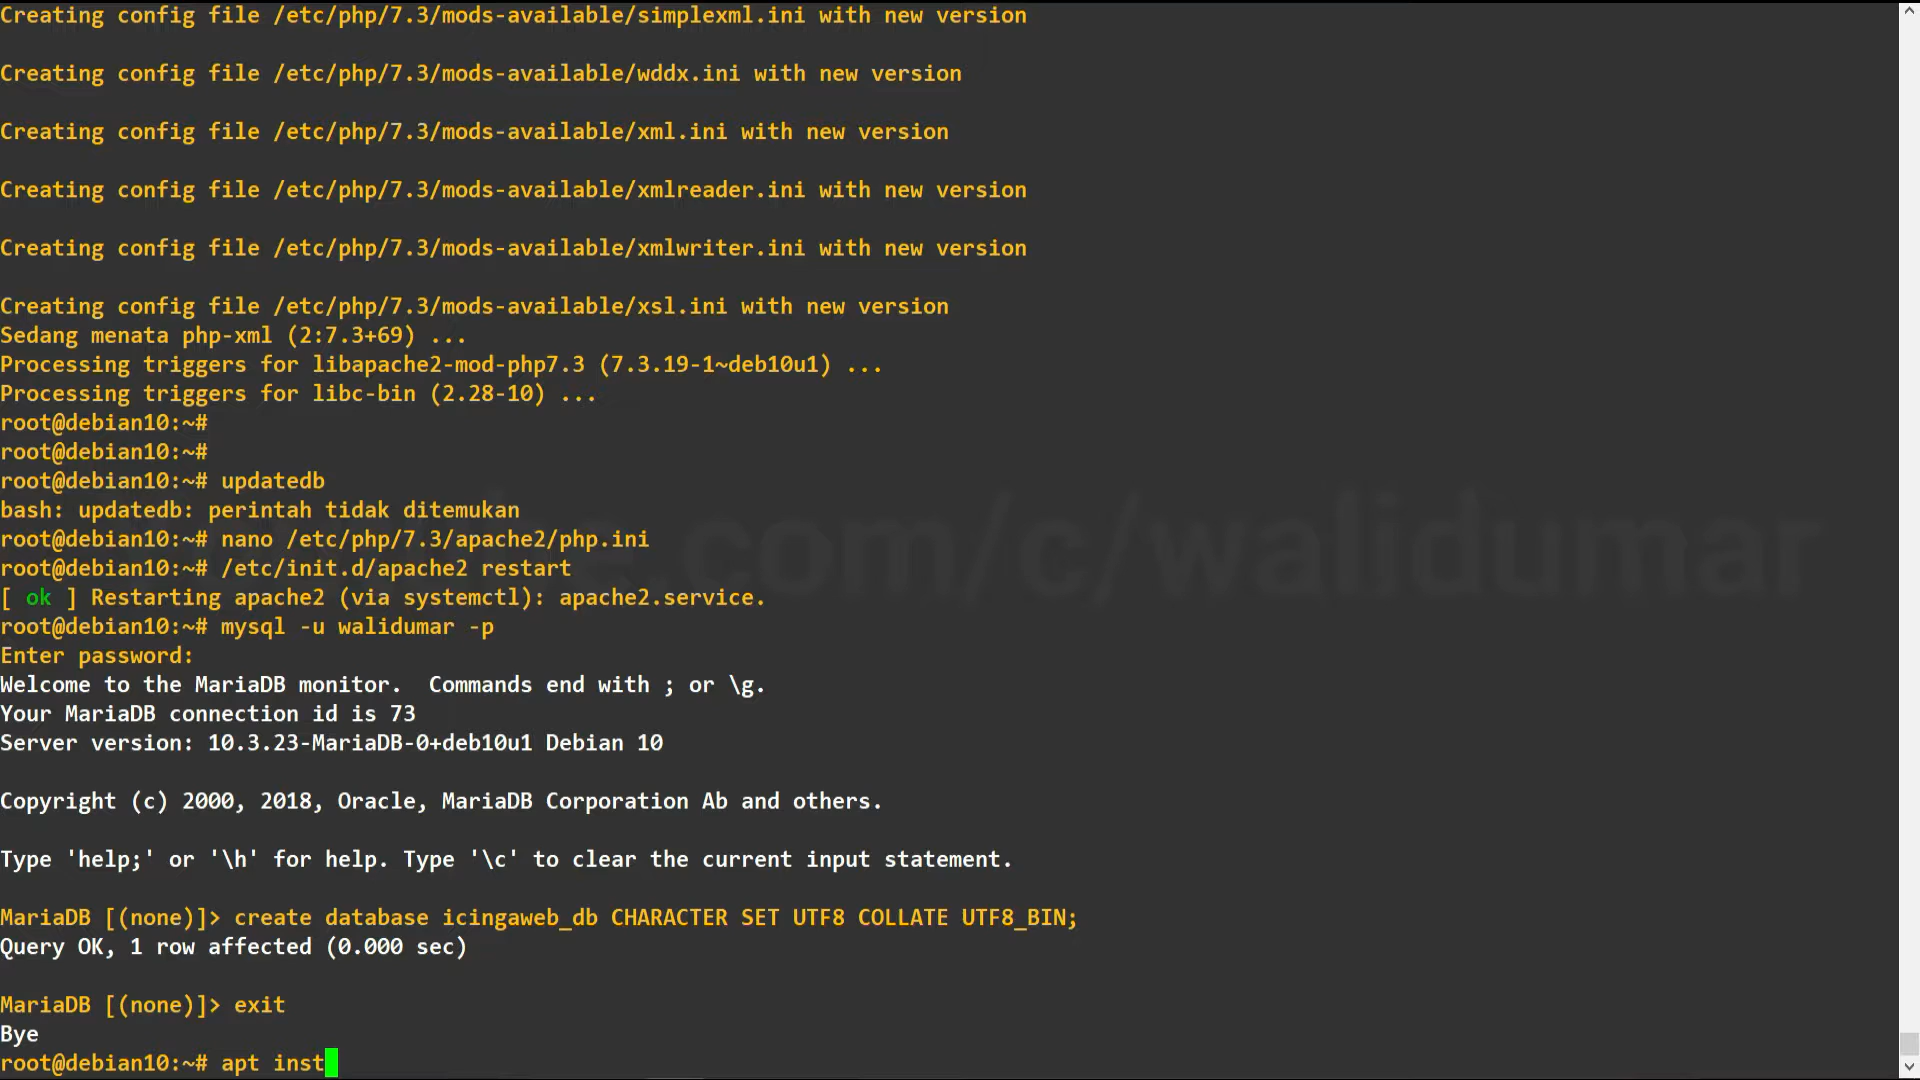 Creating config file /etc/php/7.3/mods-available/simplexml.ini with new version
Creating config file /etc/php/7.3/mods-available/wddx.ini with new version
Creating config file /etc/php/7.3/mods-available/xml.ini with new version
Creating config file /etc/php/7.3/mods-available/xmlreader.ini with new version
Creating config file /etc/php/7.3/mods-available/xmlwriter.ini with new version
Creating config file /etc/php/7.3/mods-available/xsl.ini with new version
Sedang menata php-xml (2:7.3+69) ...
Processing triggers for libapache2-mod-php7.3 (7.3.19-1~deb10u1) ...
Processing triggers for libc-bin (2.28-10) ...
root@debian10:~#
root@debian10:~#
root@debian10:~# updatedb
bash: updatedb: perintah tidak ditemukan
root@debian10:~# nano /etc/php/7.3/apache2/php.ini
root@debian10:~# /etc/init.d/apache2 restart
[ ok ] Restarting apache2 (via systemctl): apache2.service.
root@debian10:~# mysql -u walidumar -p
Enter password:
Welcome to the MariaDB monitor.  Commands end with ; or \g.
Your MariaDB connection id is 73
Server version: 10.3.23-MariaDB-0+deb10u1 Debian 10
Copyright (c) 2000, 2018, Oracle, MariaDB Corporation Ab and others.
Type 'help;' or '\h' for help. Type '\c' to clear the current input statement.
MariaDB [(none)]> create database icingaweb_db CHARACTER SET UTF8 COLLATE UTF8_BIN;
Query OK, 1 row affected (0.000 sec)
MariaDB [(none)]> exit
Bye
root@debian10:~# apt inst
.com/c/walidumar